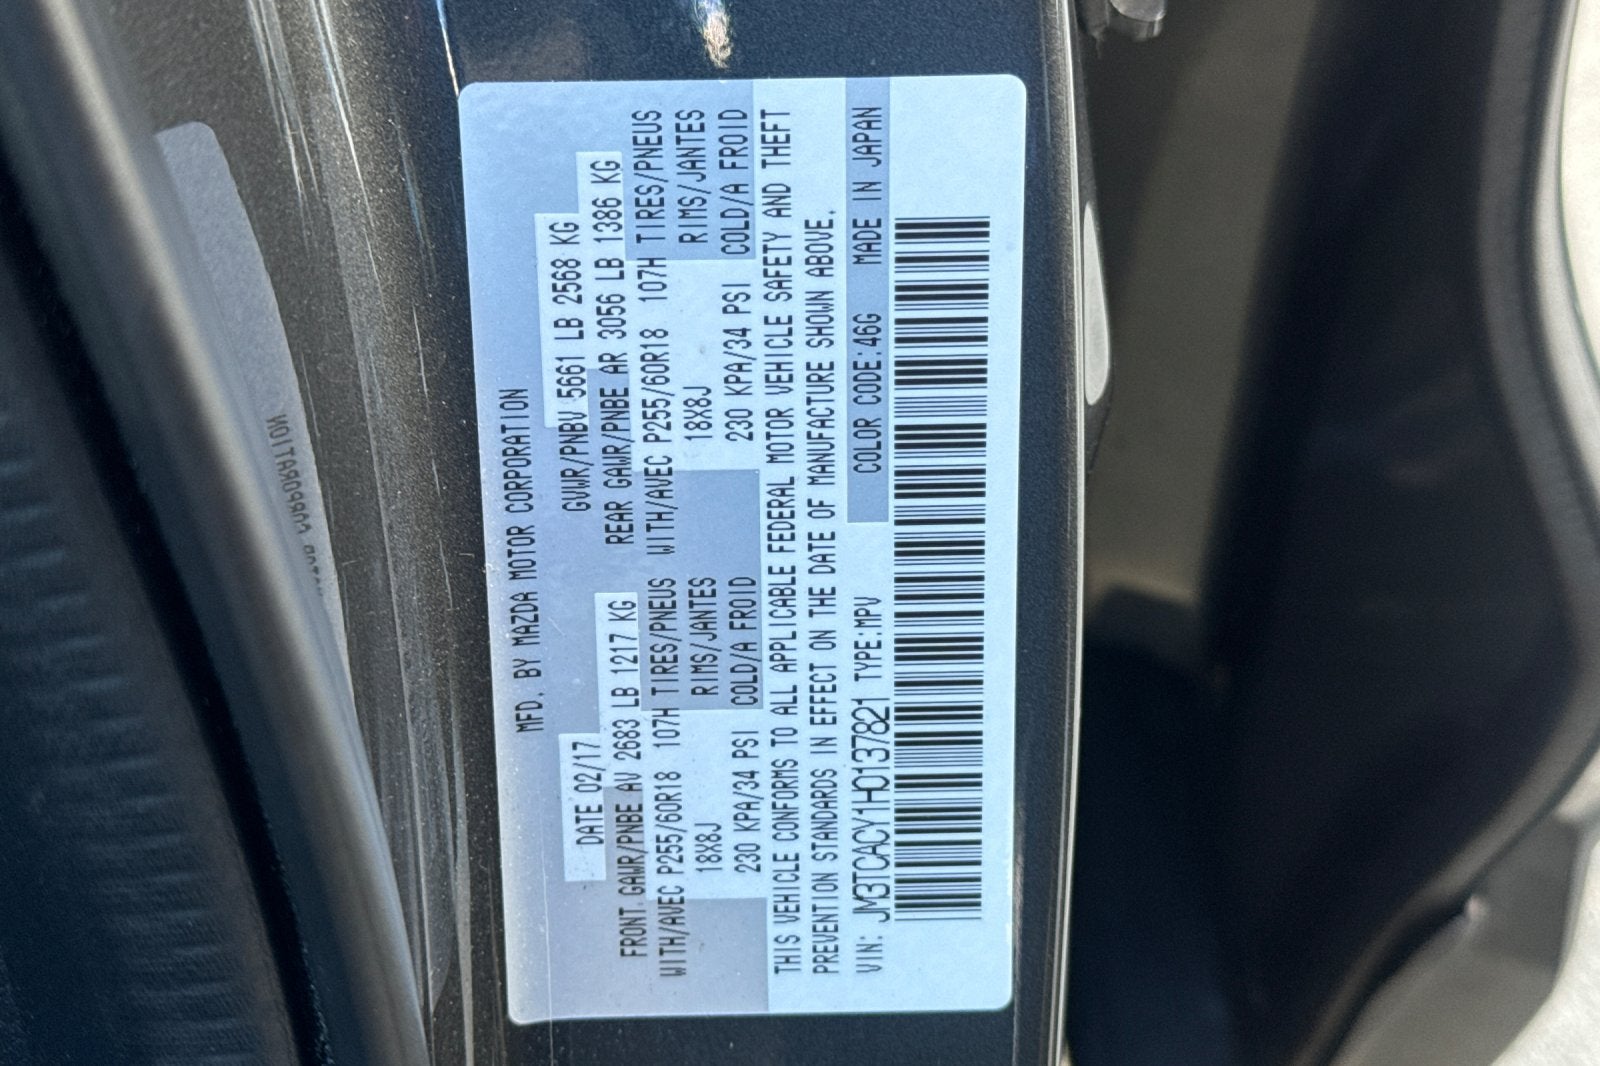 MFD. BY MAZDA MOTOR CORPORATION
DATE 02/17 GVWR/PNBV 5661 LB 2568 KG
FRONT GAWR/PNBE AV 2683 LB 1217 KG REAR GAWR/PNBE AR 3056 LB 1386 KG
WITH/AVEC P255/60R18 107H TIRES/PNEUS WITH/AVEC P255/60R18 107H TIRES/PNEUS
18X8J RIMS/JANTES 18X8J RIMS/JANTES
230 KPA/34 PSI COLD/A FROID 230 KPA/34 PSI COLD/A FROID
THIS VEHICLE CONFORMS TO ALL APPLICABLE FEDERAL MOTOR VEHICLE SAFETY AND THEFT
PREVENTION STANDARDS IN EFFECT ON THE DATE OF MANUFACTURE SHOWN ABOVE.
VIN: JM3TCACY1H0137821 TYPE:MPV COLOR CODE:46G MADE IN JAPAN
CORPORATION